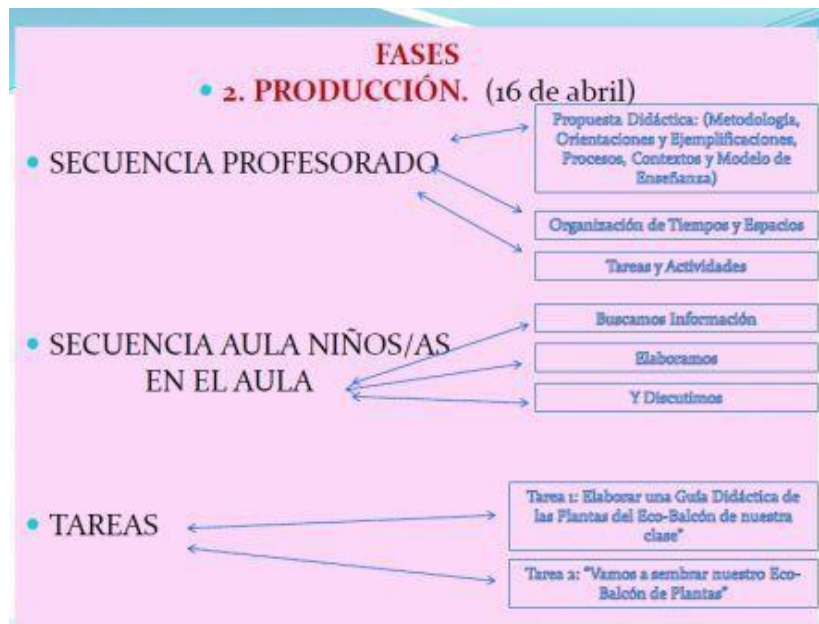 FASES
• 2. PRODUCCIÓN. (16 de abril)
• SECUENCIA PROFESORADO
Propuesta Didáctica: (Metodología,
Orientaciones y Ejemplificaciones,
Procesos, Contextos y Modelo de
Enseñanza)
Organización de Tiempos y Espacios
Tareas y Actividades
• SECUENCIA AULA NIÑOS/AS
EN EL AULA
Buscamos Información
Elaboramos
Y Discutimos
• TAREAS
Tarea 1: Elaborar una Guía Didáctica de
las Plantas del Eco-Balcón de nuestra
clase"
Tarea 2: "Vamos a sembrar nuestro Eco-
Balcón de Plantas"